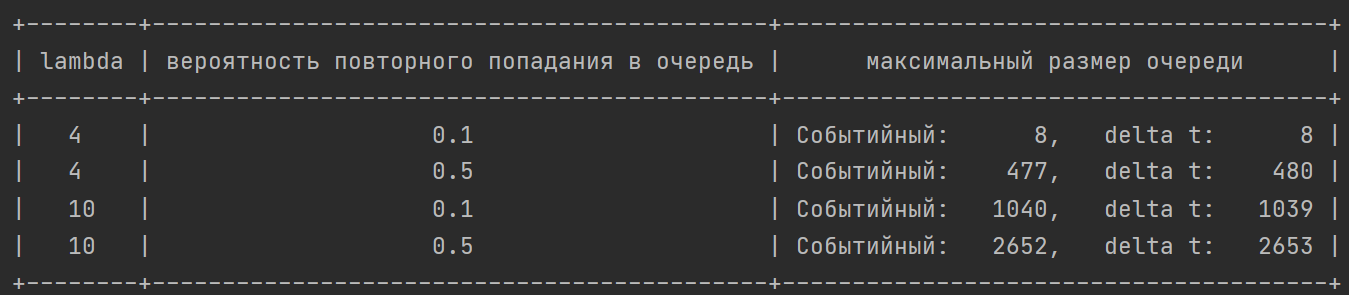 +--------+--------------------------------------------+---------------------------------------+
| lambda | вероятность повторного попадания в очередь |      максимальный размер очереди      |
+--------+--------------------------------------------+---------------------------------------+
|   4    |                    0.1                     | Событийный:      8,   delta t:      8 |
|   4    |                    0.5                     | Событийный:    477,   delta t:    480 |
|   10   |                    0.1                     | Событийный:   1040,   delta t:   1039 |
|   10   |                    0.5                     | Событийный:   2652,   delta t:   2653 |
+--------+--------------------------------------------+---------------------------------------+